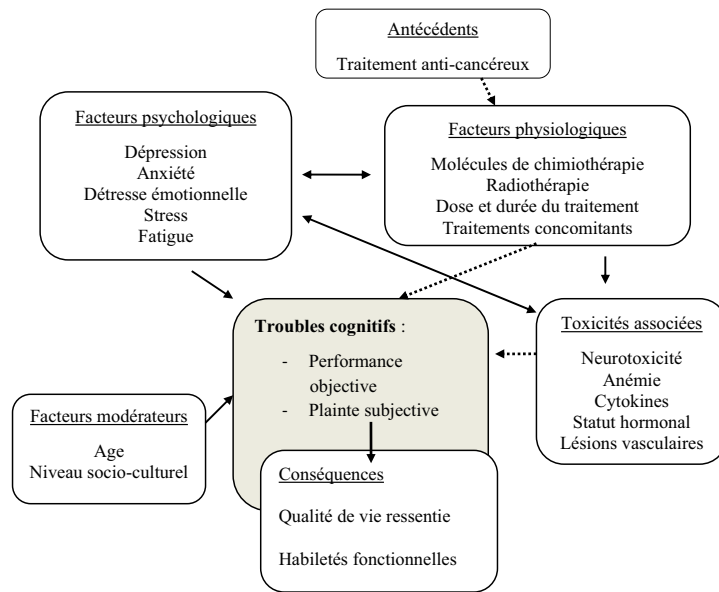 Antécédents
Traitement anti-cancéreux
Facteurs psychologiques
Dépression
Anxiété
Détresse émotionnelle
Stress
Fatigue
Facteurs physiologiques
Molécules de chimiothérapie
Radiothérapie
Dose et durée du traitement
Traitements concomitants
Troubles cognitifs :
- Performance
objective
- Plainte subjective
Toxicités associées
Neurotoxicité
Anémie
Cytokines
Statut hormonal
Lésions vasculaires
Facteurs modérateurs
Age
Niveau socio-culturel
Conséquences
Qualité de vie ressentie
Habiletés fonctionnelles